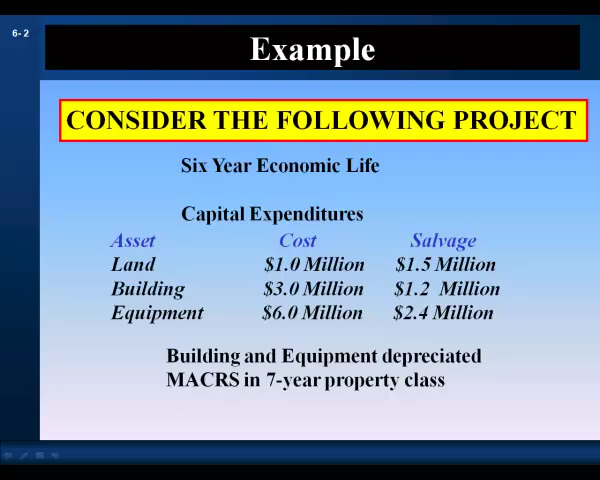 6-2
Example
CONSIDER THE FOLLOWING PROJECT
Six Year Economic Life
Capital Expenditures
Asset Cost Salvage
Land $1.0 Million $1.5 Million
Building $3.0 Million $1.2 Million
Equipment $6.0 Million $2.4 Million
Building and Equipment depreciated
MACRS in 7-year property class